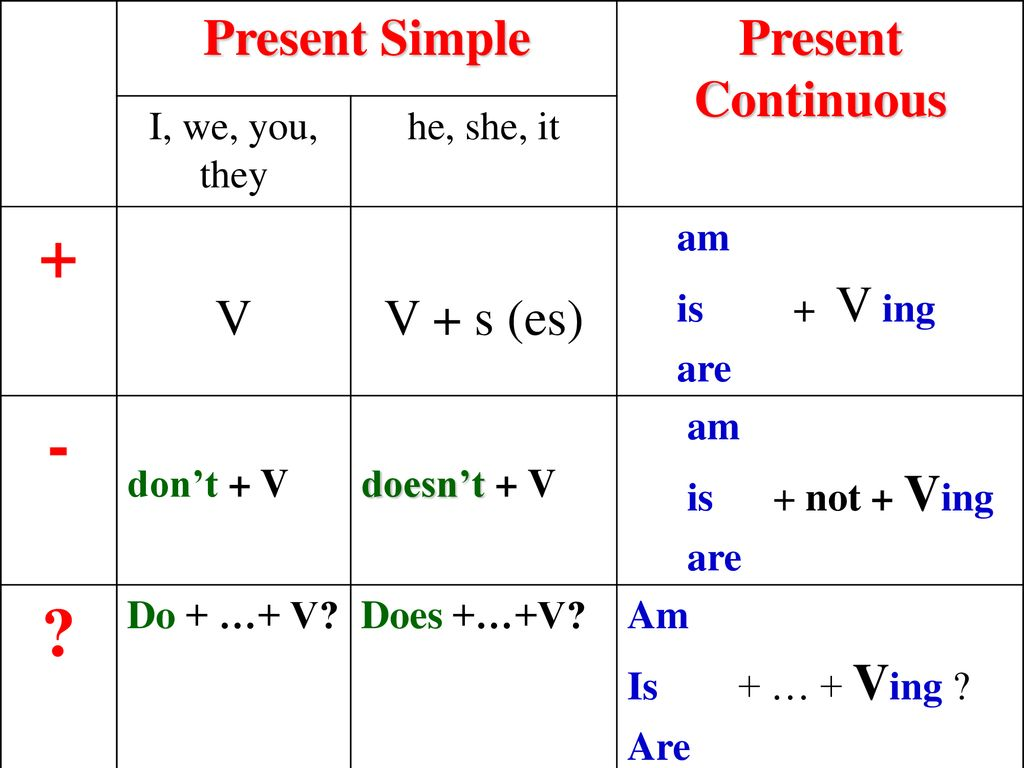 Present Simple
Present
Continuous
I, we, you,
they
he, she, it
+
V
V + s (es)
am
is + V ing
are
-
don’t + V
doesn’t + V
am
is + not + Ving
are
?
Do + …+ V?
Does +…+V?
Am
Is + … + Ving ?
Are